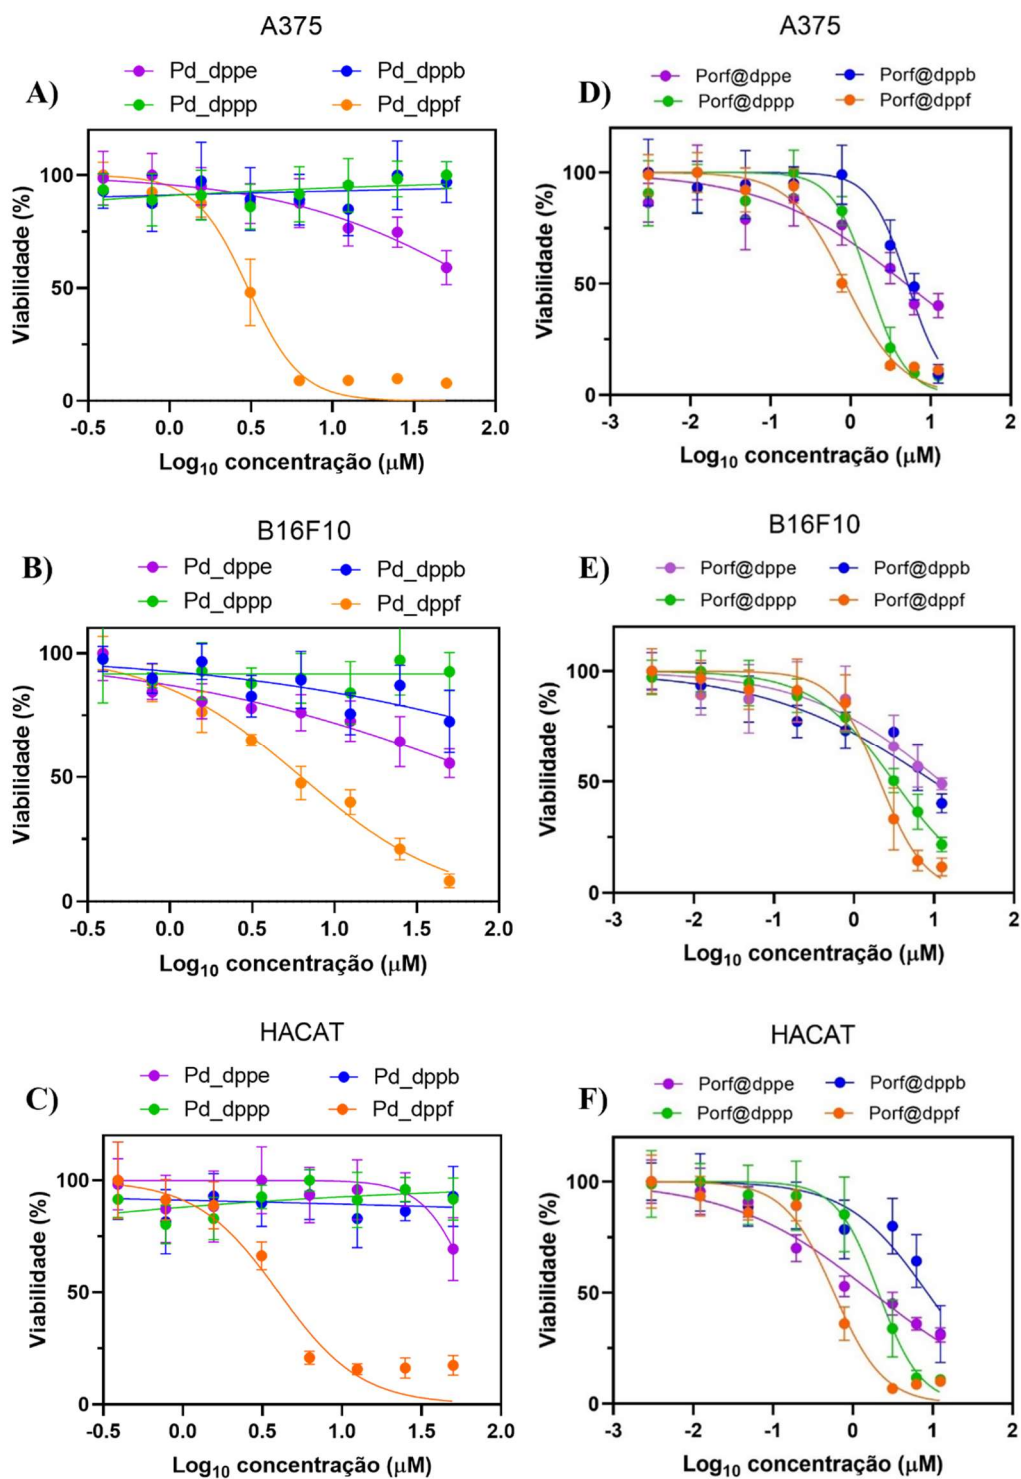 A375
A)
Pd_dppe
Pd_dppb
Pd_dppp
Pd_dppf
Viabilidade (%)
100
50
0
-0.5 0.0 0.5 1.0 1.5 2.0
Log10 concentração (μM)
A375
D)
Porf@dppe
Porf@dppb
Porf@dppp
Porf@dppf
Viabilidade (%)
100
50
0
-3 -2 -1 0 1 2
Log10 concentração (μM)
B16F10
B)
Pd_dppe
Pd_dppb
Pd_dppp
Pd_dppf
Viabilidade (%)
100
50
0
-0.5 0.0 0.5 1.0 1.5 2.0
Log10 concentração (μM)
B16F10
E)
Porf@dppe
Porf@dppb
Porf@dppp
Porf@dppf
Viabilidade (%)
100
50
0
-3 -2 -1 0 1 2
Log10 concentração (μM)
HACAT
C)
Pd_dppe
Pd_dppb
Pd_dppp
Pd_dppf
Viabilidade (%)
100
50
0
-0.5 0.0 0.5 1.0 1.5 2.0
Log10 concentração (μM)
HACAT
F)
Porf@dppe
Porf@dppb
Porf@dppp
Porf@dppf
Viabilidade (%)
100
50
0
-3 -2 -1 0 1 2
Log10 concentração (μM)